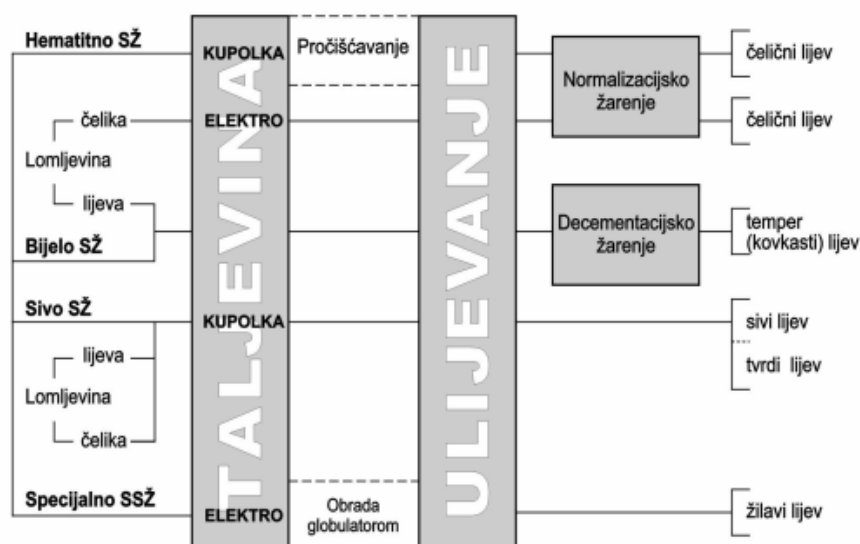 Hematitno SŽ
KUPOLKA
Pročišćavanje
čelični lijev
Normalizacijsko
žarenje
čelika
ELEKTRO
čelični lijev
Lomljevina
lijeva
Decementacijsko
žarenje
temper
(kovkasti) lijev
Bijelo SŽ
Sivo SŽ
KUPOLKA
sivi lijev
lijeva
tvrdi lijev
Lomljevina
čelika
Specijalno SSŽ
ELEKTRO
Obrada
globulatorom
žilavi lijev
TALJEVINA
ULIJEVANJE